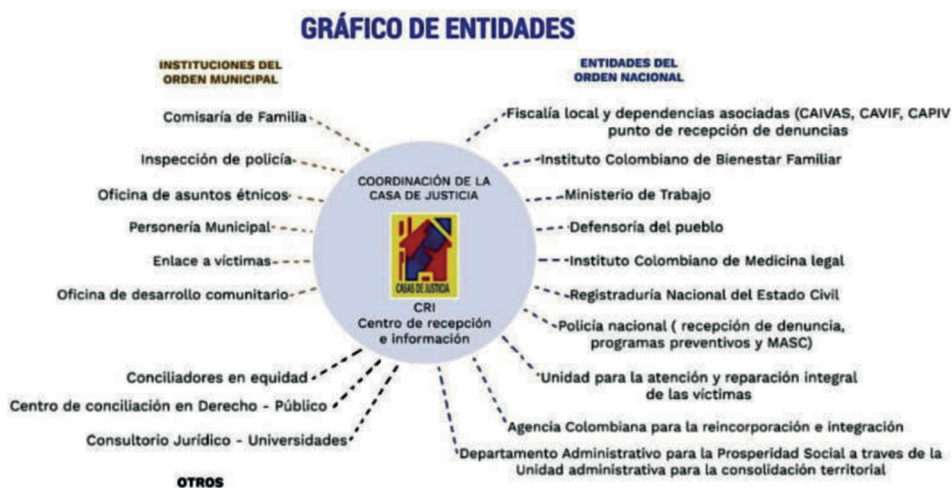 GRÁFICO DE ENTIDADES
INSTITUCIONES DEL
ORDEN MUNICIPAL
Comisaría de Familia
Inspección de policía
Oficina de asuntos étnicos
Personería Municipal
Enlace a víctimas
Oficina de desarrollo comunitario
COORDINACIÓN DE LA
CASA DE JUSTICIA
CASAS DE JUSTICIA
CRI
Centro de recepción
e información
ENTIDADES DEL
ORDEN NACIONAL
Fiscalía local y dependencias asociadas (CAIVAS, CAVIF, CAPIV
punto de recepción de denuncias
Instituto Colombiano de Bienestar Familiar
Ministerio de Trabajo
Defensoría del pueblo
Instituto Colombiano de Medicina legal
Registraduría Nacional del Estado Civil
Policía nacional ( recepción de denuncia,
programas preventivos y MASC)
Unidad para la atención y reparación integral
de las víctimas
Agencia Colombiana para la reincorporación e integración
Departamento Administrativo para la Prosperidad Social a traves de la
Unidad administrativa para la consolidación territorial
Conciliadores en equidad
Centro de conciliación en Derecho - Público
Consultorio Jurídico - Universidades
OTROS